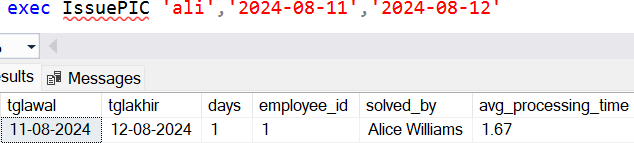 exec IssuePIC 'ali','2024-08-11','2024-08-12'
sults Messages
tglawal tglakhir days employee_id solved_by avg_processing_time
11-08-2024 12-08-2024 1 1 Alice Williams 1.67